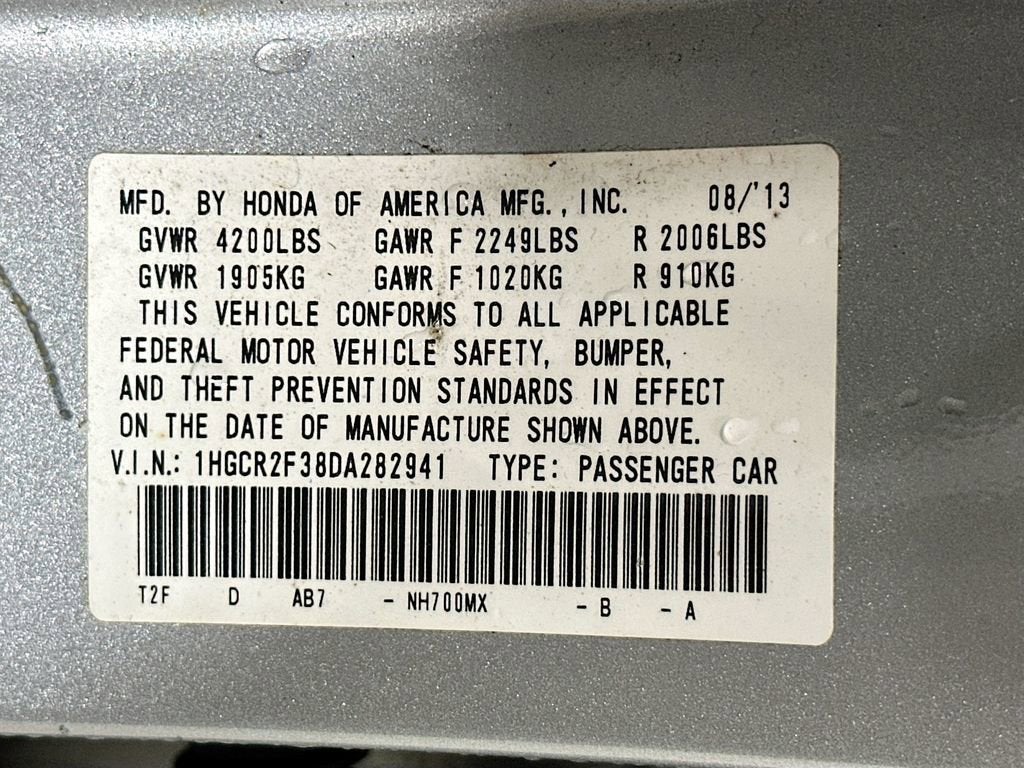 MFD. BY HONDA OF AMERICA MFG., INC. 08/'13
GVWR 4200LBS GAWR F 2249LBS R 2006LBS
GVWR 1905KG GAWR F 1020KG R 910KG
THIS VEHICLE CONFORMS TO ALL APPLICABLE
FEDERAL MOTOR VEHICLE SAFETY, BUMPER,
AND THEFT PREVENTION STANDARDS IN EFFECT
ON THE DATE OF MANUFACTURE SHOWN ABOVE.
V.I.N.: 1HGCR2F38DA282941 TYPE: PASSENGER CAR
T2F D AB7 - NH700MX - B - A